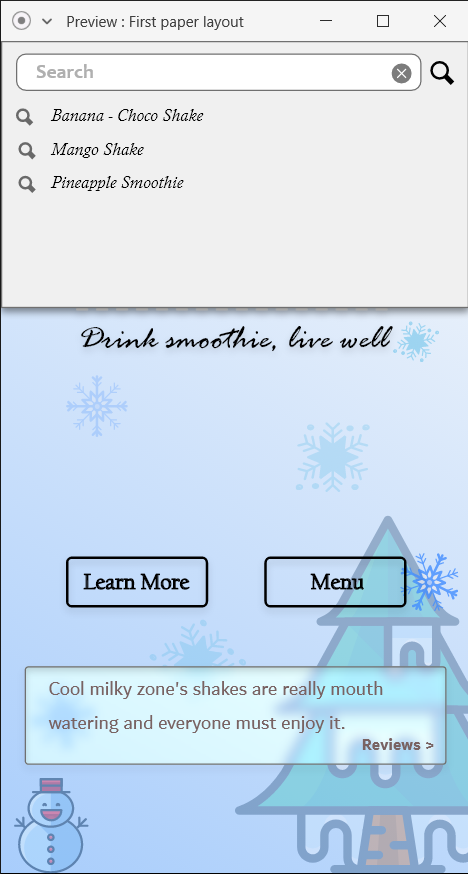 Preview : First paper layout
Search
Banana - Choco Shake
Mango Shake
Pineapple Smoothie
Drink smoothie, live well
Learn More
Menu
Cool milky zone's shakes are really mouth
watering and everyone must enjoy it.
Reviews >